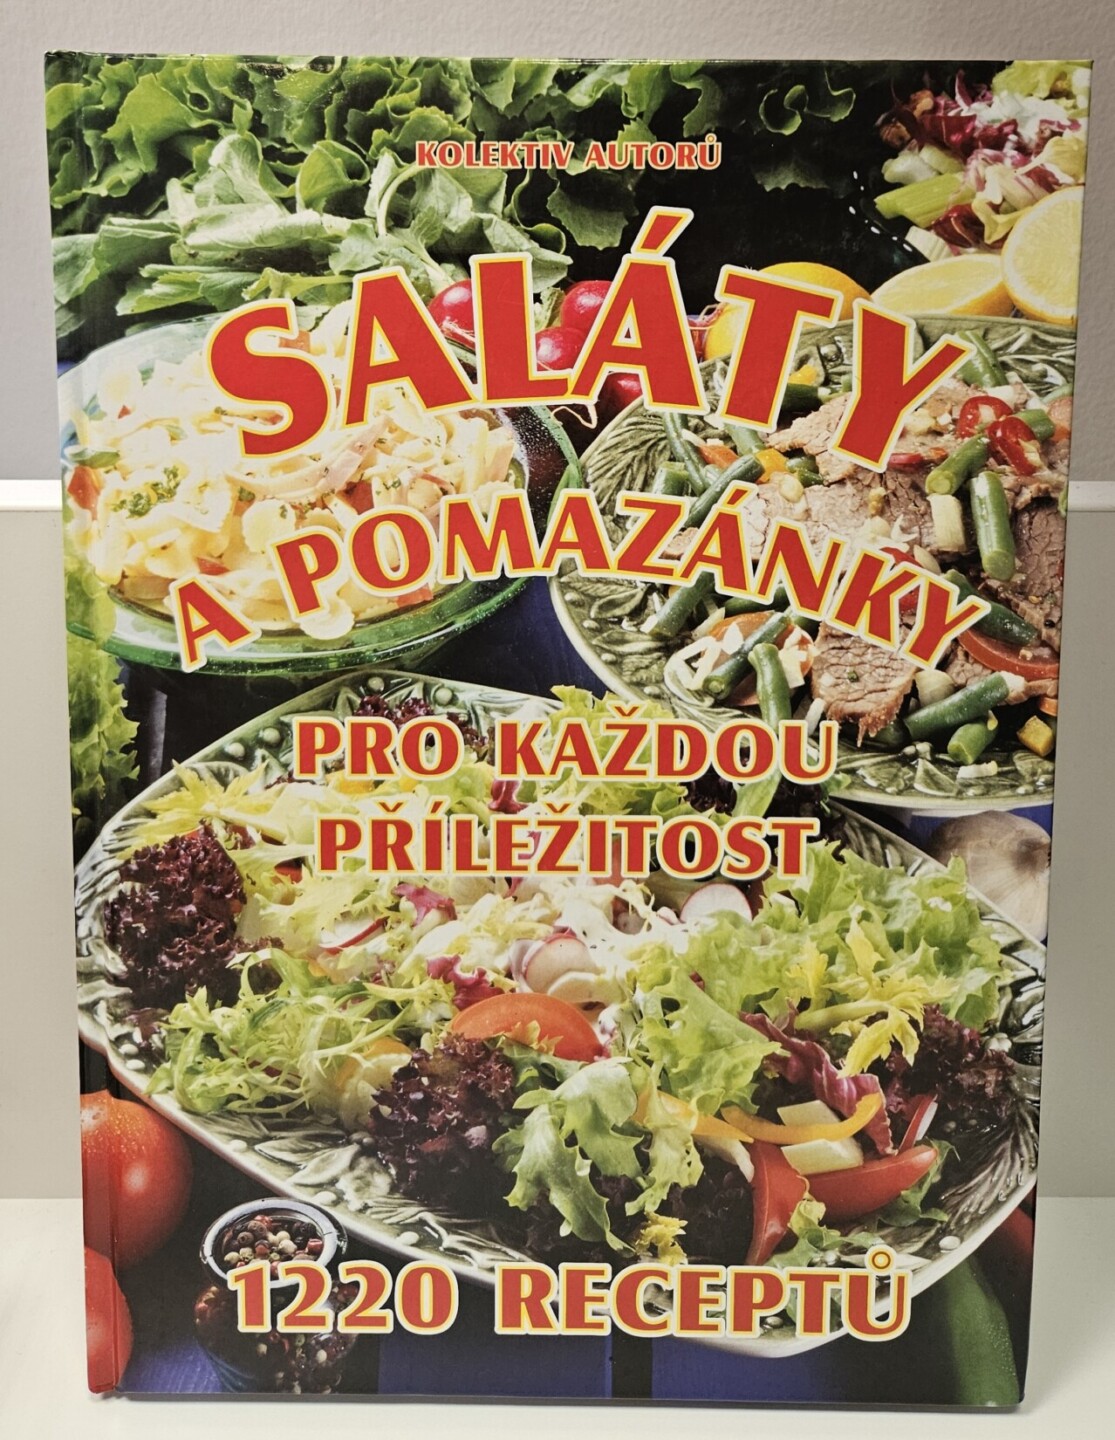 KOLEKTIV AUTORŮ
SALÁTY
A POMAZÁNKY
PRO KAŽDOU
PŘÍLEŽITOST
1220 RECEPTŮ